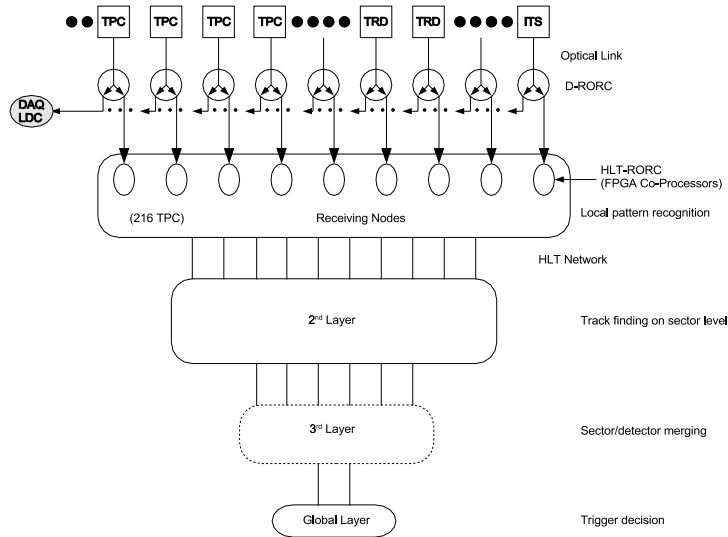 TPC TPC TPC TPC TRD TRD ITS
Optical Link
D-RORC
DAQ
LDC
HLT-RORC
(FPGA Co-Processors)
(216 TPC) Receiving Nodes
Local pattern recognition
HLT Network
2nd Layer
Track finding on sector level
3rd Layer
Sector/detector merging
Global Layer
Trigger decision